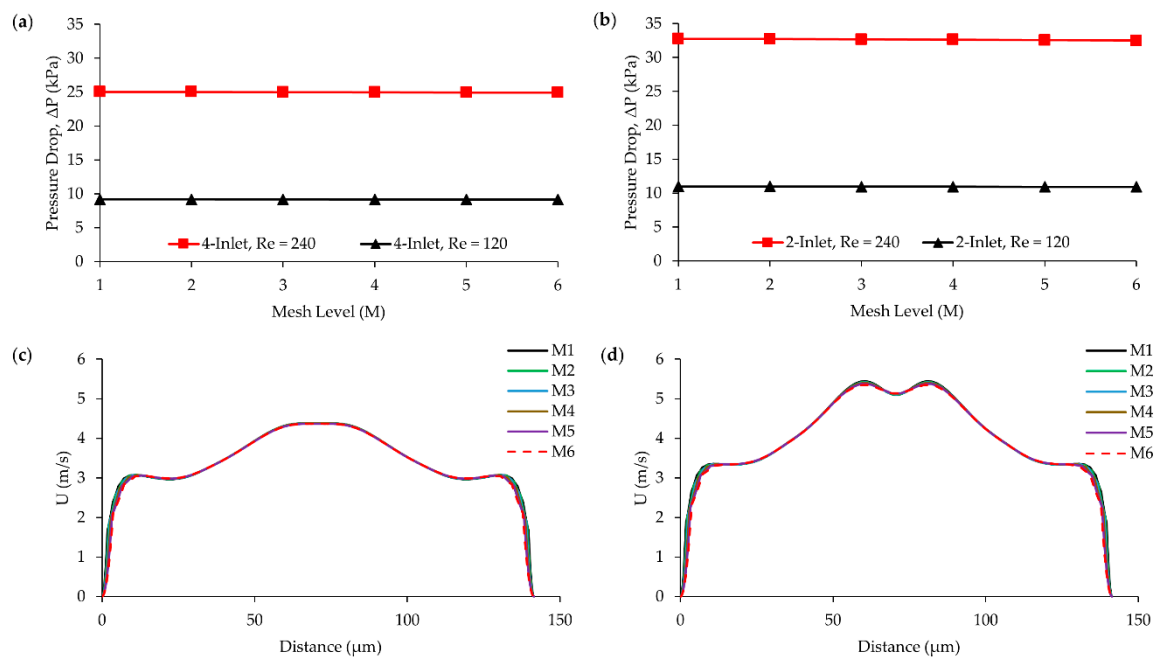 (a)
Pressure Drop, ΔP (kPa)
35
30
25
20
15
10
5
0
4-Inlet, Re = 240
4-Inlet, Re = 120
1 2 3 4 5 6
Mesh Level (M)
(b)
Pressure Drop, ΔP (kPa)
35
30
25
20
15
10
5
0
2-Inlet, Re = 240
2-Inlet, Re = 120
1 2 3 4 5 6
Mesh Level (M)
(c)
U (m/s)
6
5
4
3
2
1
0
M1
M2
M3
M4
M5
M6
0 50 100 150
Distance (μm)
(d)
U (m/s)
6
5
4
3
2
1
0
M1
M2
M3
M4
M5
M6
0 50 100 150
Distance (μm)